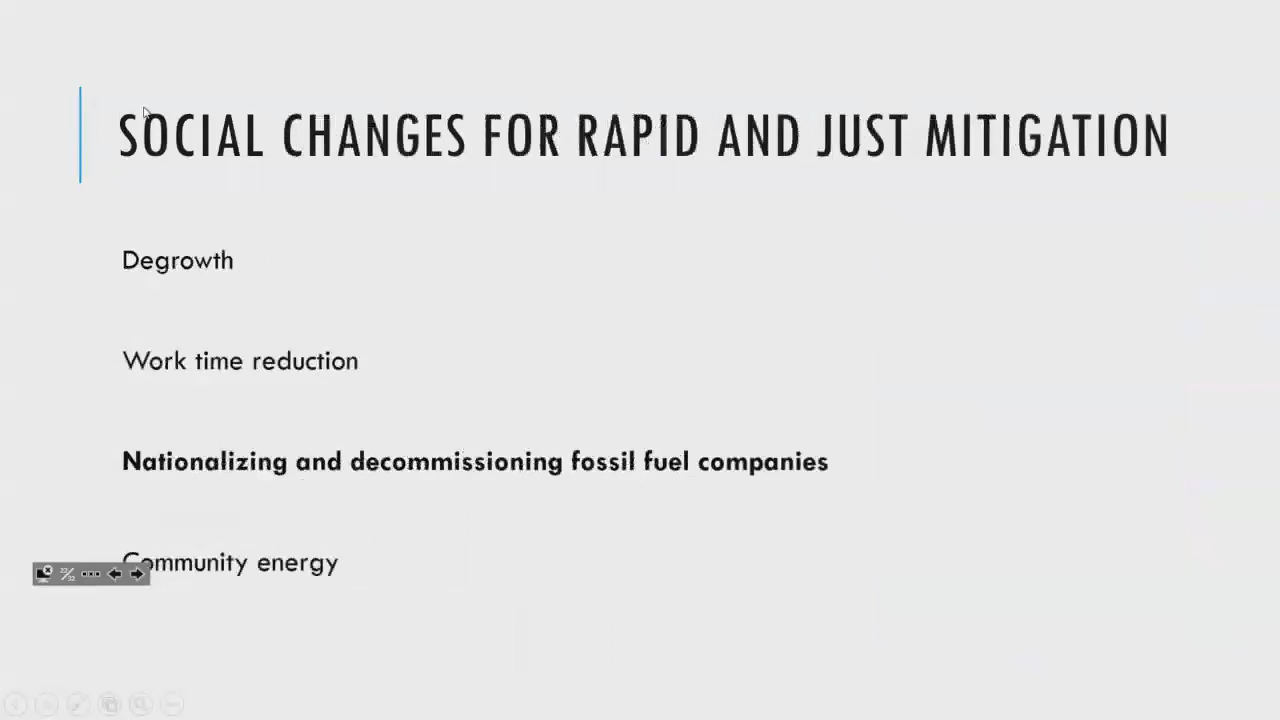 SOCIAL CHANGES FOR RAPID AND JUST MITIGATION
Degrowth
Work time reduction
Nationalizing and decommissioning fossil fuel companies
Community energy